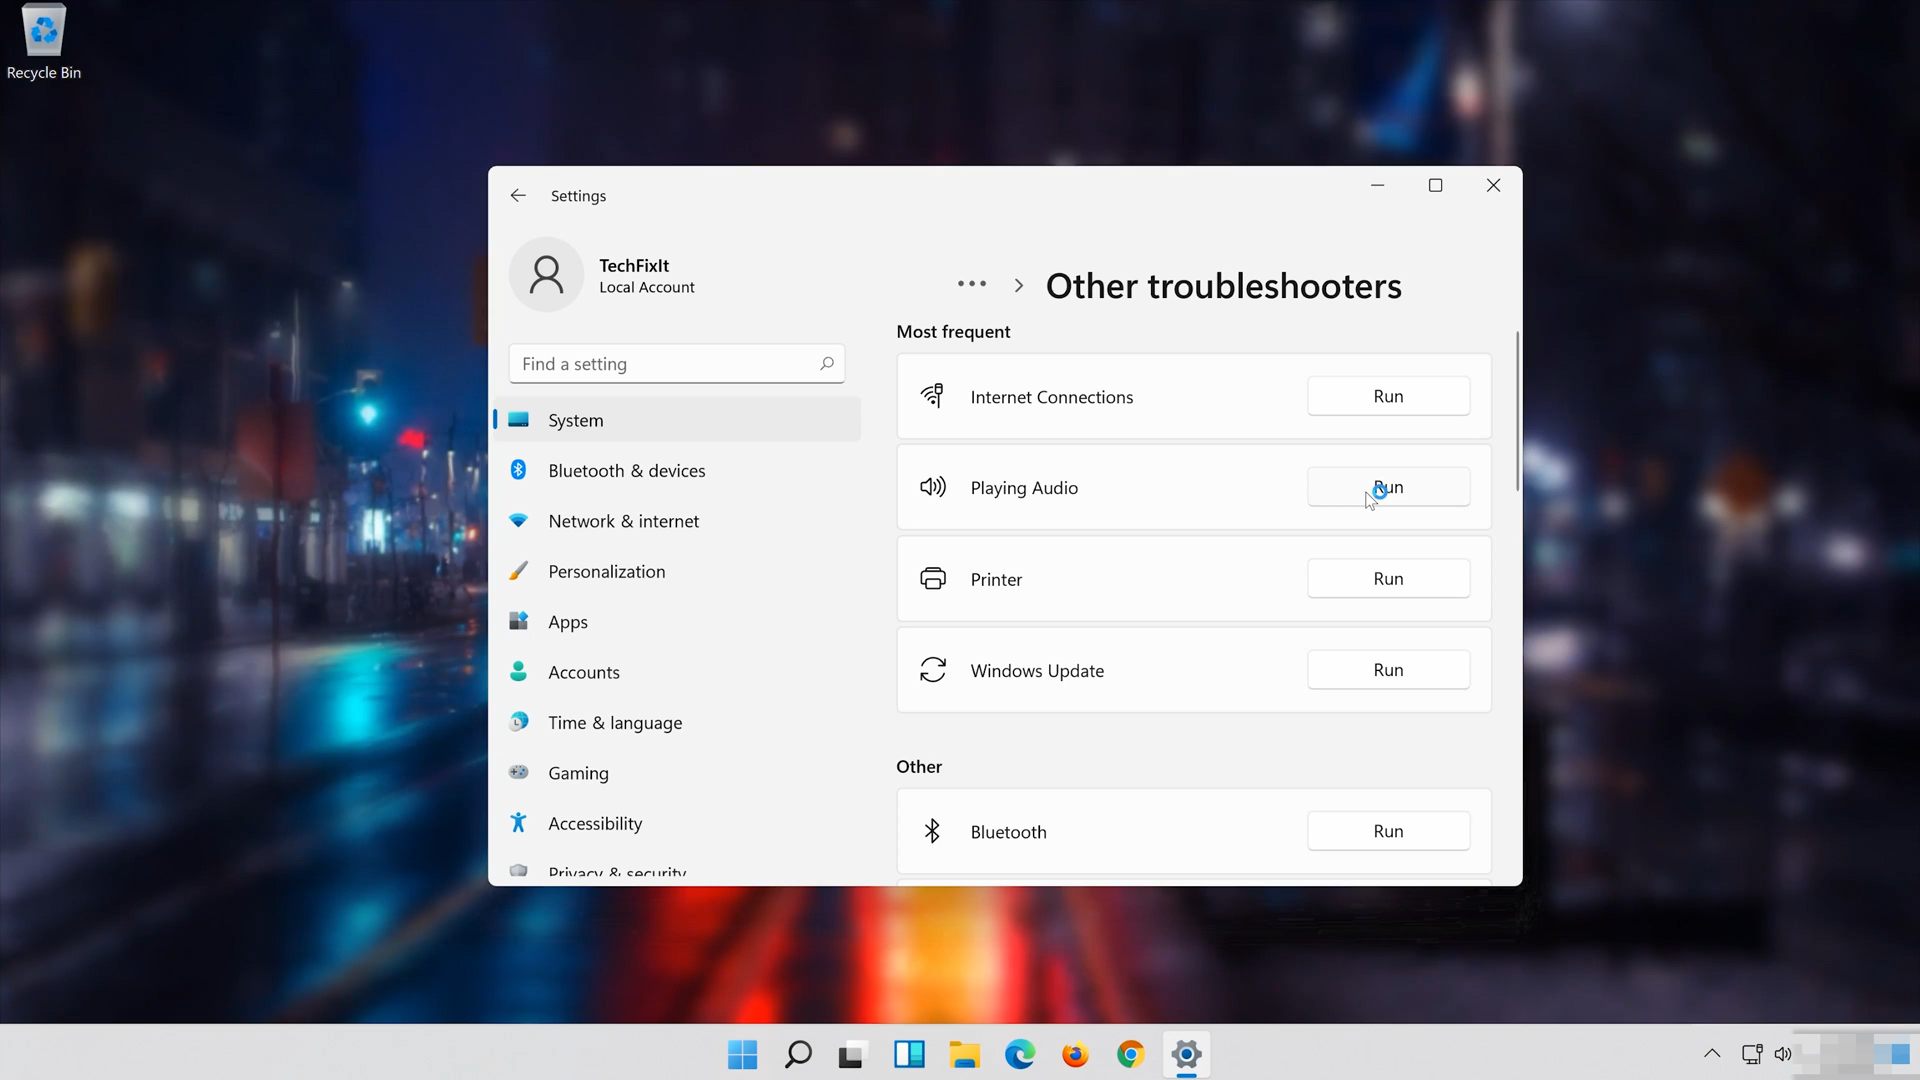 Recycle Bin
Settings
TechFixIt
Local Account
Find a setting
System
Bluetooth & devices
Network & internet
Personalization
Apps
Accounts
Time & language
Gaming
Accessibility
Privacy & security
Other troubleshooters
Most frequent
Internet Connections
Run
Playing Audio
Run
Printer
Run
Windows Update
Run
Other
Bluetooth
Run